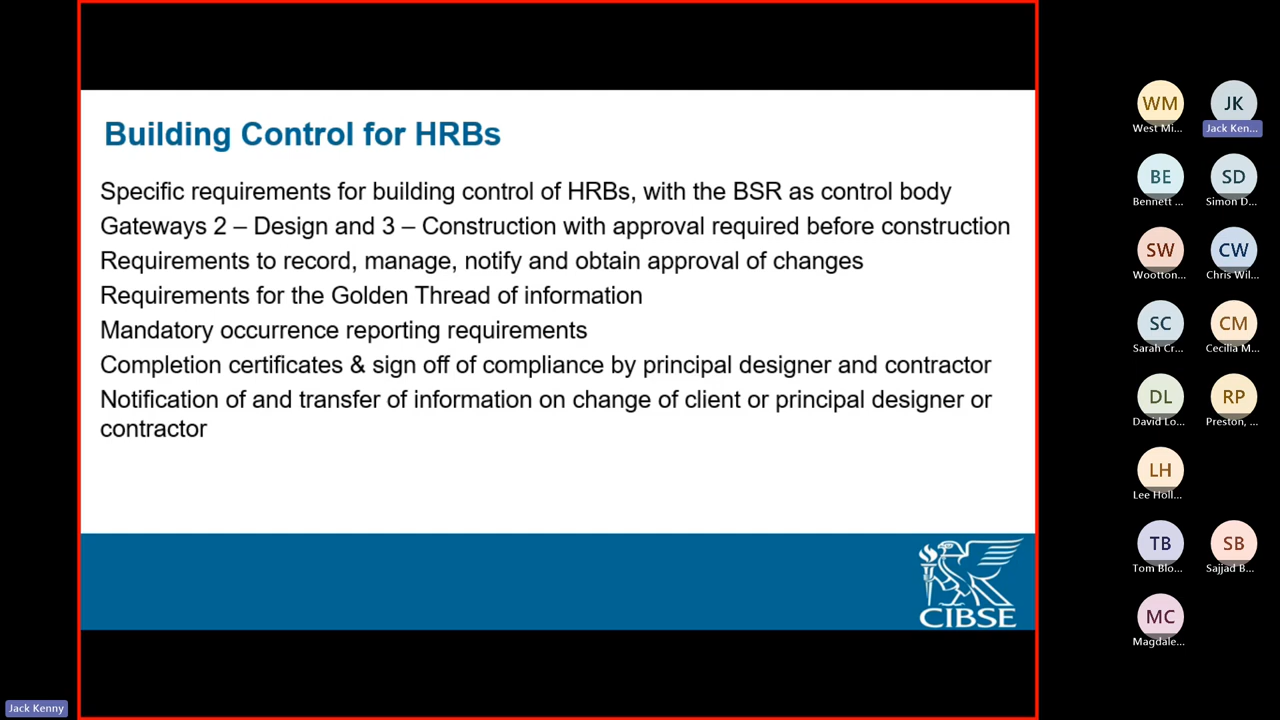 Building Control for HRBs
Specific requirements for building control of HRBs, with the BSR as control body
Gateways 2 – Design and 3 – Construction with approval required before construction
Requirements to record, manage, notify and obtain approval of changes
Requirements for the Golden Thread of information
Mandatory occurrence reporting requirements
Completion certificates & sign off of compliance by principal designer and contractor
Notification of and transfer of information on change of client or principal designer or
contractor
CIBSE
WM
West Mi...
JK
Jack Ken...
BE
Bennett ...
SD
Simon D...
SW
Wootton...
CW
Chris Wil...
SC
Sarah Cr...
CM
Cecilia M...
DL
David Lo...
RP
Preston, ...
LH
Lee Holl...
TB
Tom Blo...
SB
Sajjad B...
MC
Magdale...
Jack Kenny